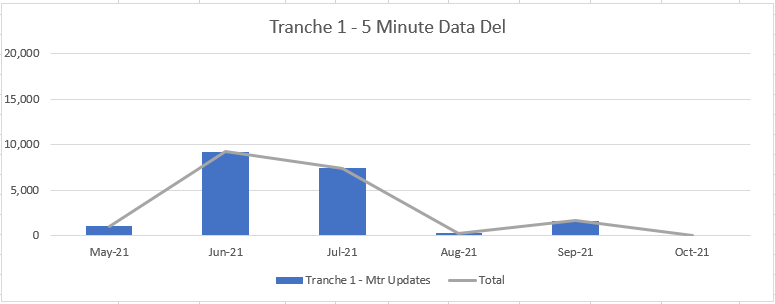 Tranche 1 - 5 Minute Data Del
20,000
15,000
10,000
5,000
0
May-21 Jun-21 Jul-21 Aug-21 Sep-21 Oct-21
Tranche 1 - Mtr Updates Total